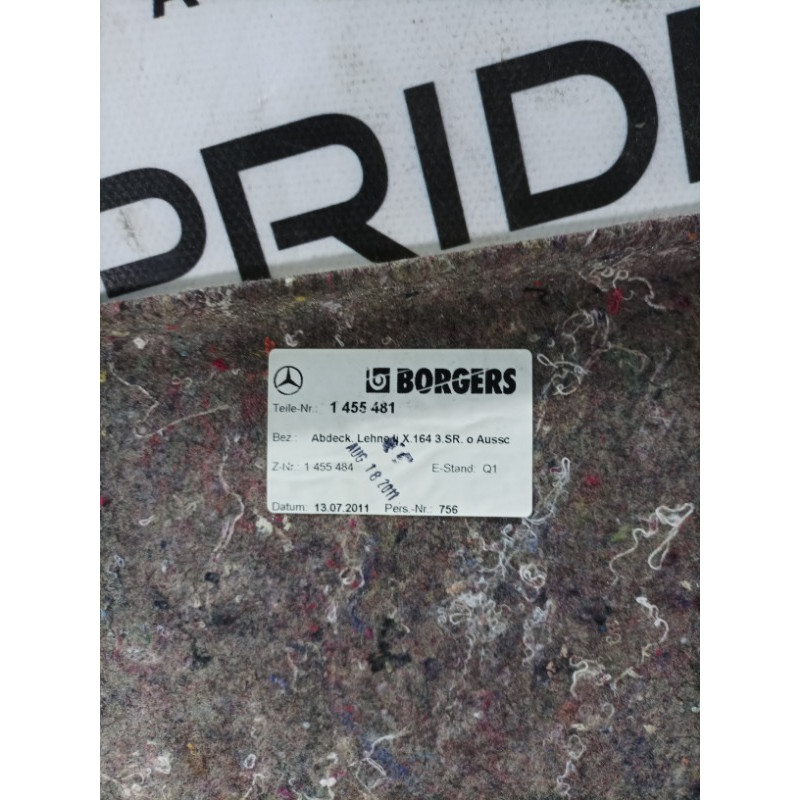 PRIDE
BORGERS
Teile-Nr.: 1 455 481
Bez.: Abdeck. Lehne li X.164 3.SR. o Aussc
Z-Nr.: 1 455 484 E-Stand Q1
AUG 18 2011
Datum: 13.07.2011 Pers.-Nr.: 756